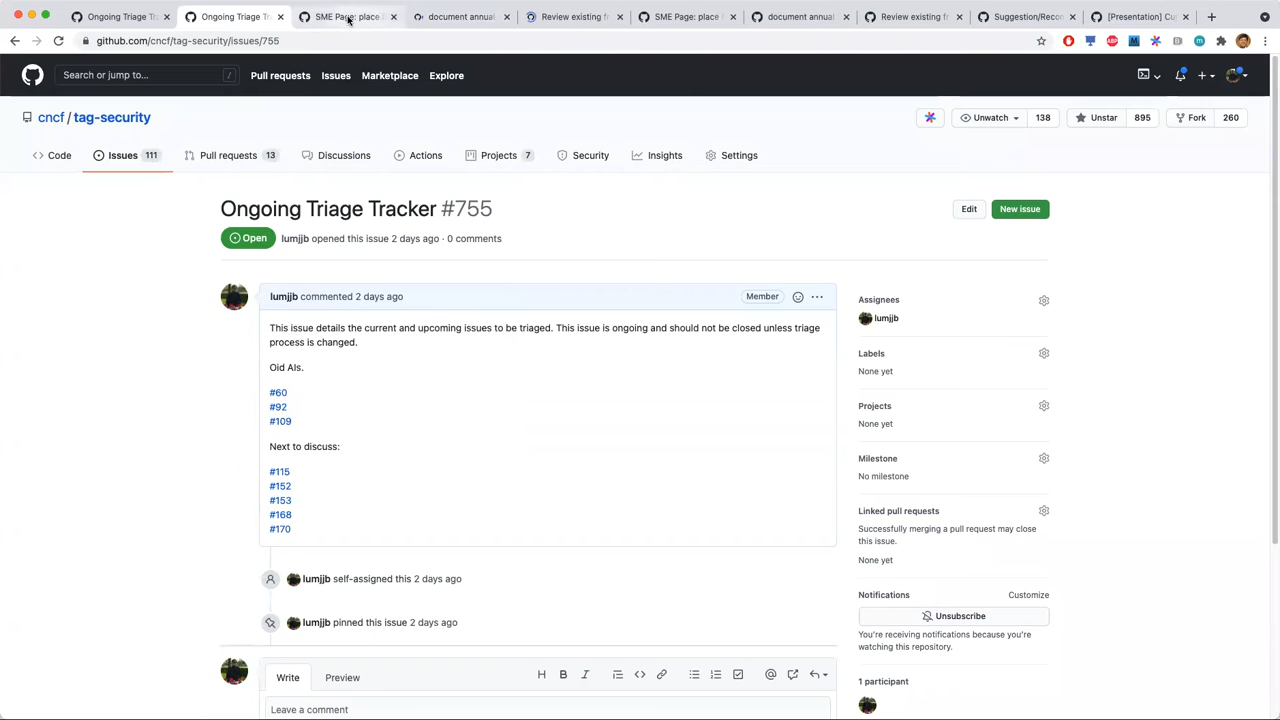 Ongoing Triage Tr
Ongoing Triage Tr
SME Page: place f
document annual
Review existing fr
SME Page: place f
document annual
Review existing fr
Suggestion/Recon
[Presentation] Cu
github.com/cncf/tag-security/issues/755
Search or jump to...
/
Pull requests
Issues
Marketplace
Explore
cncf / tag-security
Unwatch 138
Unstar 895
Fork 260
Code
Issues 111
Pull requests 13
Discussions
Actions
Projects 7
Security
Insights
Settings
Ongoing Triage Tracker #755
Edit
New issue
Open
lumjjb opened this issue 2 days ago · 0 comments
lumjjb commented 2 days ago
Member
This issue details the current and upcoming issues to be triaged. This issue is ongoing and should not be closed unless triage
process is changed.
Oid AIs.
#60
#92
#109
Next to discuss:
#115
#152
#153
#168
#170
lumjjb self-assigned this 2 days ago
lumjjb pinned this issue 2 days ago
Write
Preview
H B I
Leave a comment
Assignees
lumjjb
Labels
None yet
Projects
None yet
Milestone
No milestone
Linked pull requests
Successfully merging a pull request may close
this issue.
None yet
Notifications
Customize
Unsubscribe
You're receiving notifications because you're
watching this repository.
1 participant